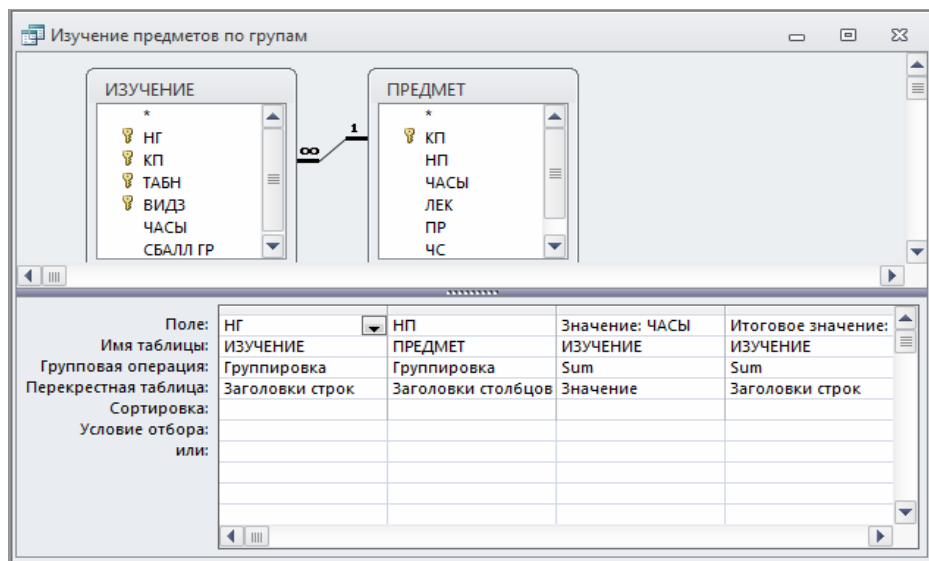 Изучение предметов по групам
ИЗУЧЕНИЕ
*
НГ
КП
ТАБН
ВИДЗ
ЧАСЫ
СБАЛЛ ГР
∞ 1
ПРЕДМЕТ
*
КП
НП
ЧАСЫ
ЛЕК
ПР
ЧС
Поле: НГ НП Значение: ЧАСЫ Итоговое значение:
Имя таблицы: ИЗУЧЕНИЕ ПРЕДМЕТ ИЗУЧЕНИЕ ИЗУЧЕНИЕ
Групповая операция: Группировка Группировка Sum Sum
Перекрестная таблица: Заголовки строк Заголовки столбцов Значение Заголовки строк
Сортировка:
Условие отбора:
или: